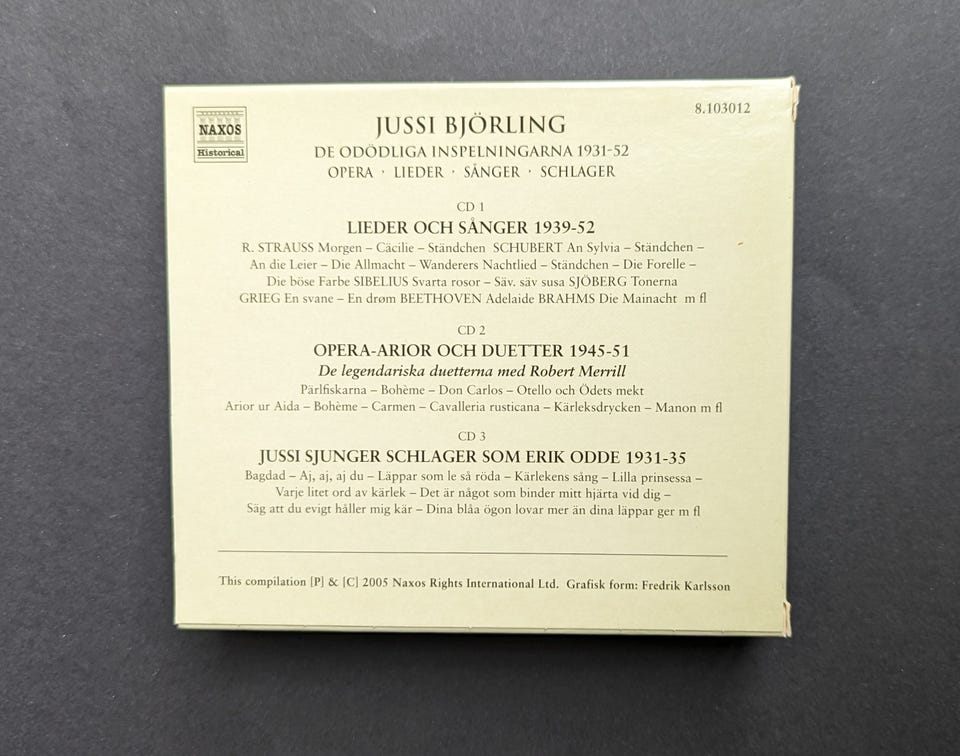 NAXOS
Historical
8.103012
JUSSI BJÖRLING
DE ODÖDLIGA INSPELNINGARNA 1931-52
OPERA · LIEDER · SÅNGER · SCHLAGER
CD 1
LIEDER OCH SÅNGER 1939-52
R. STRAUSS Morgen – Cäcilie – Ständchen SCHUBERT An Sylvia – Ständchen –
An die Leier – Die Allmacht – Wanderers Nachtlied – Ständchen – Die Forelle –
Die böse Farbe SIBELIUS Svarta rosor – Säv. säv susa SJÖBERG Tonerna
GRIEG En svane – En drøm BEETHOVEN Adelaide BRAHMS Die Mainacht m fl
CD 2
OPERA-ARIOR OCH DUETTER 1945-51
De legendariska duetterna med Robert Merrill
Pärlfiskarna – Bohème – Don Carlos – Otello och Ödets mekt
Arior ur Aida – Bohème – Carmen – Cavalleria rusticana – Kärleksdrycken – Manon m fl
CD 3
JUSSI SJUNGER SCHLAGER SOM ERIK ODDE 1931-35
Bagdad – Aj, aj, aj du – Läppar som le så röda – Kärlekens sång – Lilla prinsessa –
Varje litet ord av kärlek – Det är något som binder mitt hjärta vid dig –
Säg att du evigt håller mig kär – Dina blåa ögon lovar mer än dina läppar ger m fl
This compilation [P] & [C] 2005 Naxos Rights International Ltd. Grafisk form: Fredrik Karlsson